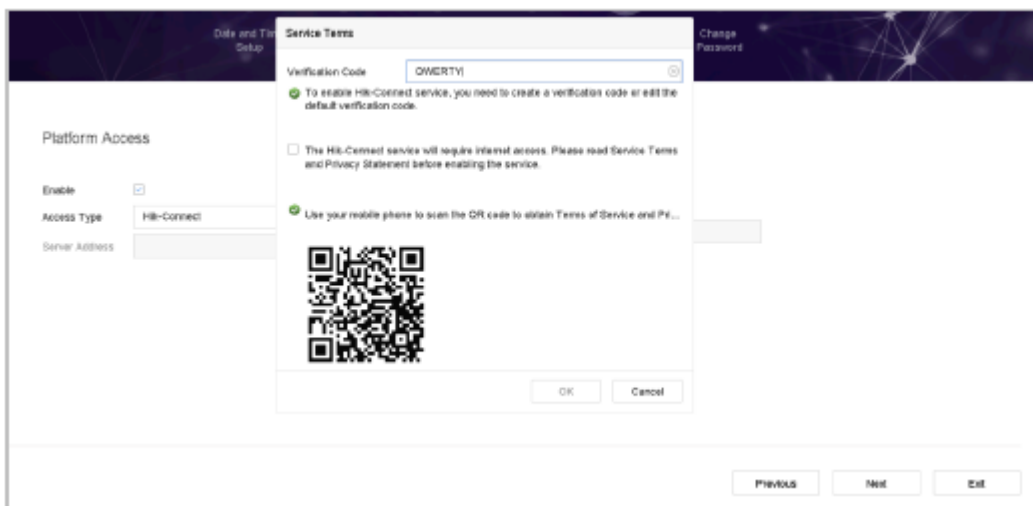 Date and Tim
Setup
Service Terms
Change
Password
Verification Code
QWERTY
To enable Hik-Connect service, you need to create a verification code or edit the
default verification code.
Platform Access
The Hik-Connect service will require internet access. Please read Service Terms
and Privacy Statement before enabling the service.
Enable
Access Type
Hik-Connect
Use your mobile phone to scan the QR code to obtain Terms of Service and Pri...
Server Address
OK
Cancel
Previous
Next
Exit